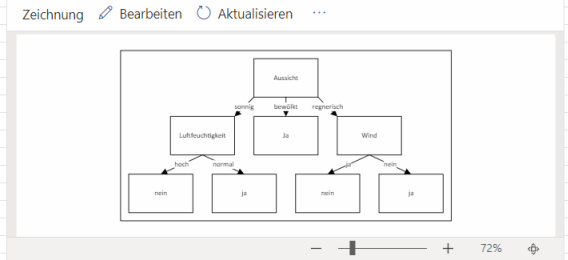 Zeichnung Bearbeiten Aktualisieren ...
Aussicht
sonnig bewölkt regnerisch
Luftfeuchtigkeit Ja Wind
hoch normal ja nein
nein ja nein ja
72%